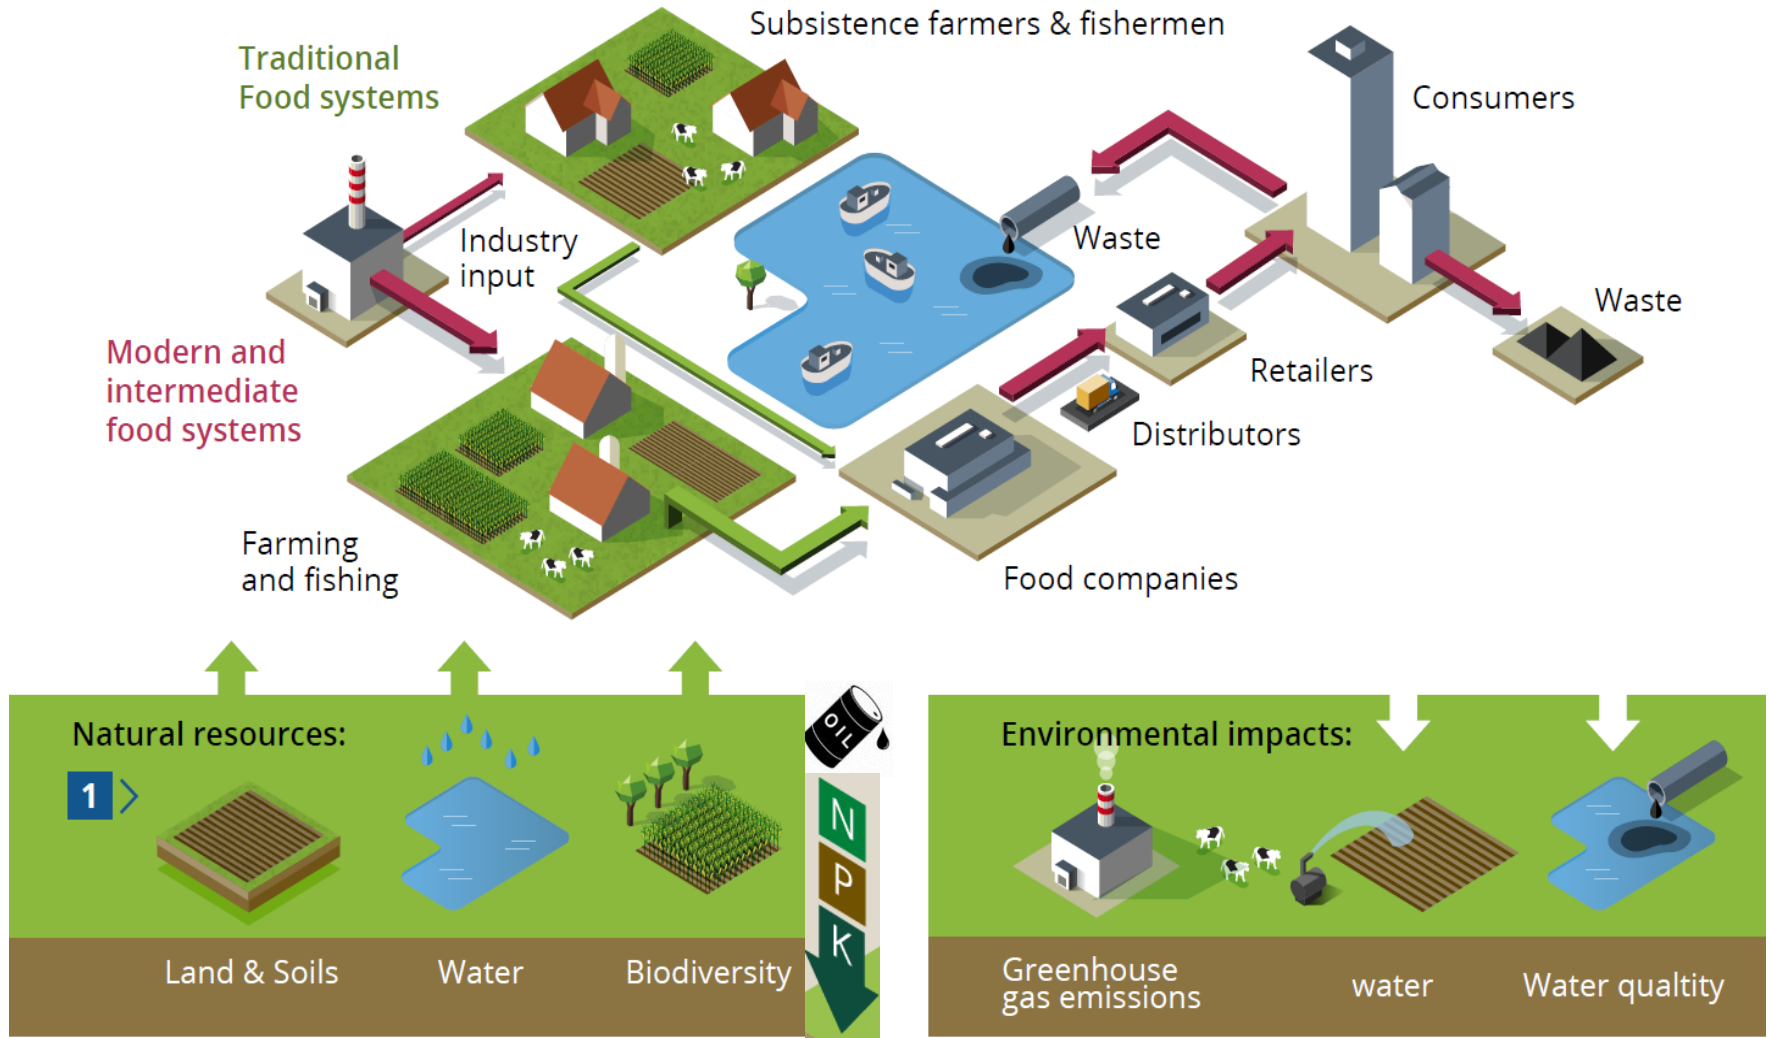 Subsistence farmers & fishermen
Traditional
Food systems
Consumers
Industry
input
Waste
Waste
Modern and
intermediate
food systems
Retailers
Distributors
Farming
and fishing
Food companies
Natural resources:
1
OIL
N
P
K
Land & Soils
Water
Biodiversity
Environmental impacts:
Greenhouse
gas emissions
water
Water qualtity